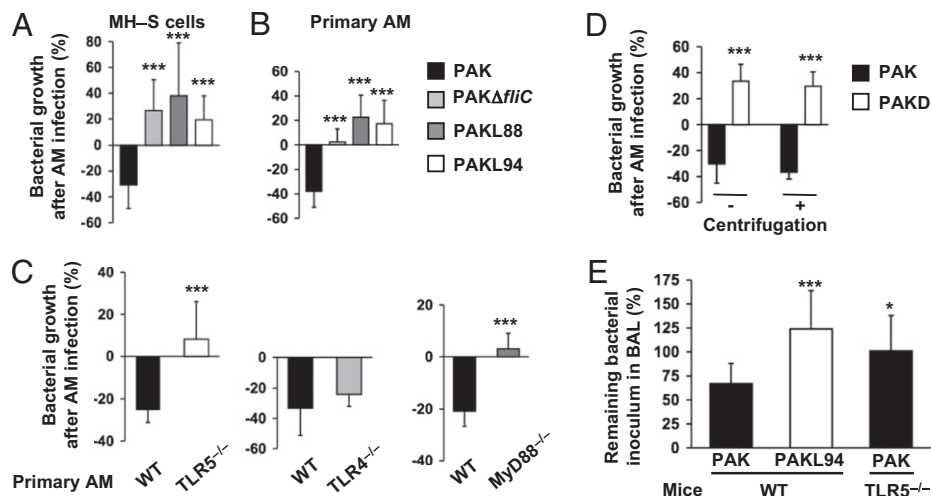 A
MH–S cells
Bacterial growth
after AM infection (%)
80
60
40
20
0
-20
-40
-60
***
***
***
B
Primary AM
60
40
20
0
-20
-40
-60
***
***
***
PAK
PAKΔfliC
PAKL88
PAKL94
D
Bacterial growth
after AM infection (%)
60
40
20
0
-20
-40
-60
***
***
-
+
Centrifugation
PAK
PAKD
C
Bacterial growth
after AM infection (%)
40
20
0
-20
-40
***
WT
TLR5–/–
0
-20
-40
-60
WT
TLR4–/–
20
0
-20
-40
***
WT
MyD88–/–
Primary AM
E
Remaining bacterial
inoculum in BAL (%)
175
150
125
100
75
50
25
0
***
*
PAK
PAKL94
PAK
Mice
WT
TLR5–/–